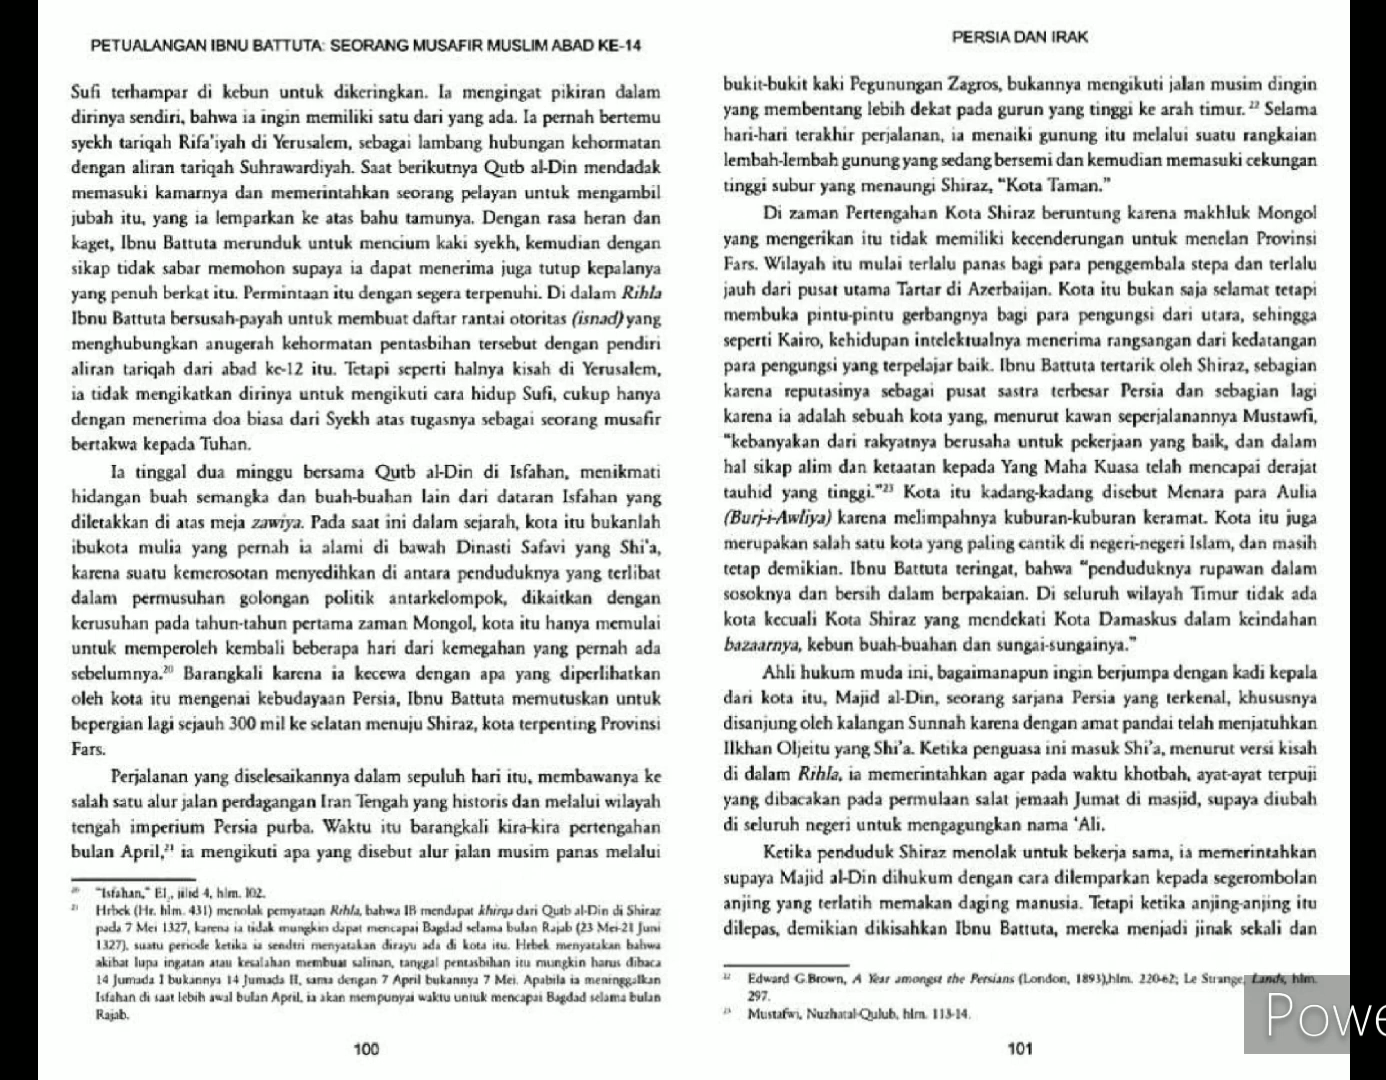 PETUALANGAN IBNU BATTUTA: SEORANG MUSAFIR MUSLIM ABAD KE-14
Sufi terhampar di kebun untuk dikeringkan. Ia mengingat pikiran dalam
dirinya sendiri, bahwa ia ingin memiliki satu dari yang ada. Ia pernah bertemu
syekh tariqah Rifa'iyah di Yerusalem, sebagai lambang hubungan kehormatan
dengan aliran tariqah Suhrawardiyah. Saat berikutnya Qutb al-Din mendadak
memasuki kamarnya dan memerintahkan seorang pelayan untuk mengambil
jubah itu, yang ia lemparkan ke atas bahu tamunya. Dengan rasa heran dan
kaget, Ibnu Battuta merunduk untuk mencium kaki syekh, kemudian dengan
sikap tidak sabar memohon supaya ia dapat menerima juga tutup kepalanya
yang penuh berkat itu. Permintaan itu dengan segera terpenuhi. Di dalam Rihla
Ibnu Battuta bersusah-payah untuk membuat daftar rantai otoritas (isnad) yang
menghubungkan anugerah kehormatan pentasbihan tersebut dengan pendiri
aliran tariqah dari abad ke-12 itu. Tetapi seperti halnya kisah di Yerusalem,
ia tidak mengikatkan dirinya untuk mengikuti cara hidup Sufi, cukup hanya
dengan menerima doa biasa dari Syekh atas tugasnya sebagai seorang musafir
bertakwa kepada Tuhan.
Ia tinggal dua minggu bersama Qutb al-Din di Isfahan, menikmati
hidangan buah semangka dan buah-buahan lain dari dataran Isfahan yang
diletakkan di atas meja zawiya. Pada saat ini dalam sejarah, kota itu bukanlah
ibukota mulia yang pernah ia alami di bawah Dinasti Safavi yang Shi'a,
karena suatu kemerosotan menyedihkan di antara penduduknya yang terlibat
dalam permusuhan golongan politik antarkelompok, dikaitkan dengan
kerusuhan pada tahun-tahun pertama zaman Mongol, kota itu hanya memulai
untuk memperoleh kembali beberapa hari dari kemegahan yang pernah ada
sebelumnya.²⁰ Barangkali karena ia kecewa dengan apa yang diperlihatkan
oleh kota itu mengenai kebudayaan Persia, Ibnu Battuta memutuskan untuk
bepergian lagi sejauh 300 mil ke selatan menuju Shiraz, kota terpenting Provinsi
Fars.
Perjalanan yang diselesaikannya dalam sepuluh hari itu, membawanya ke
salah satu alur jalan perdagangan Iran Tengah yang historis dan melalui wilayah
tengah imperium Persia purba. Waktu itu barangkali kira-kira pertengahan
bulan April,²¹ ia mengikuti apa yang disebut alur jalan musim panas melalui
²⁰ "Isfahan," EI₂, jilid 4, hlm. 102.
²¹ Hrbek (Hr. hlm. 431) menolak pernyataan Rihla, bahwa IB mendapat khirqa dari Qutb al-Din di Shiraz
pada 7 Mei 1327, karena ia tidak mungkin dapat mencapai Bagdad selama bulan Rajab (23 Mei-21 Juni
1327), suatu periode ketika ia sendiri menyatakan dirayu ada di kota itu. Hrbek menyatakan bahwa
akibat lupa ingatan atau kesalahan membuat salinan, tanggal pentasbihan itu mungkin harus dibaca
14 Jumada I bukannya 14 Jumada II, sama dengan 7 April bukannya 7 Mei. Apabila ia meninggalkan
Isfahan di saat lebih awal bulan April, ia akan mempunyai waktu untuk mencapai Bagdad selama bulan
Rajab.
100
PERSIA DAN IRAK
bukit-bukit kaki Pegunungan Zagros, bukannya mengikuti jalan musim dingin
yang membentang lebih dekat pada gurun yang tinggi ke arah timur. ²² Selama
hari-hari terakhir perjalanan, ia menaiki gunung itu melalui suatu rangkaian
lembah-lembah gunung yang sedang bersemi dan kemudian memasuki cekungan
tinggi subur yang menaungi Shiraz, "Kota Taman."
Di zaman Pertengahan Kota Shiraz beruntung karena makhluk Mongol
yang mengerikan itu tidak memiliki kecenderungan untuk menelan Provinsi
Fars. Wilayah itu mulai terlalu panas bagi para penggembala stepa dan terlalu
jauh dari pusat utama Tartar di Azerbaijan. Kota itu bukan saja selamat tetapi
membuka pintu-pintu gerbangnya bagi para pengungsi dari utara, sehingga
seperti Kairo, kehidupan intelektualnya menerima rangsangan dari kedatangan
para pengungsi yang terpelajar baik. Ibnu Battuta tertarik oleh Shiraz, sebagian
karena reputasinya sebagai pusat sastra terbesar Persia dan sebagian lagi
karena ia adalah sebuah kota yang, menurut kawan seperjalanannya Mustawfi,
"kebanyakan dari rakyatnya berusaha untuk pekerjaan yang baik, dan dalam
hal sikap alim dan ketaatan kepada Yang Maha Kuasa telah mencapai derajat
tauhid yang tinggi."²³ Kota itu kadang-kadang disebut Menara para Aulia
(Burj-i-Awliya) karena melimpahnya kuburan-kuburan keramat. Kota itu juga
merupakan salah satu kota yang paling cantik di negeri-negeri Islam, dan masih
tetap demikian. Ibnu Battuta teringat, bahwa "penduduknya rupawan dalam
sosoknya dan bersih dalam berpakaian. Di seluruh wilayah Timur tidak ada
kota kecuali Kota Shiraz yang mendekati Kota Damaskus dalam keindahan
bazaarnya, kebun buah-buahan dan sungai-sungainya."
Ahli hukum muda ini, bagaimanapun ingin berjumpa dengan kadi kepala
dari kota itu, Majid al-Din, seorang sarjana Persia yang terkenal, khususnya
disanjung oleh kalangan Sunnah karena dengan amat pandai telah menjatuhkan
Ilkhan Oljeitu yang Shi'a. Ketika penguasa ini masuk Shi'a, menurut versi kisah
di dalam Rihla, ia memerintahkan agar pada waktu khotbah, ayat-ayat terpuji
yang dibacakan pada permulaan salat jemaah Jumat di masjid, supaya diubah
di seluruh negeri untuk mengagungkan nama 'Ali.
Ketika penduduk Shiraz menolak untuk bekerja sama, ia memerintahkan
supaya Majid al-Din dihukum dengan cara dilemparkan kepada segerombolan
anjing yang terlatih memakan daging manusia. Tetapi ketika anjing-anjing itu
dilepas, demikian dikisahkan Ibnu Battuta, mereka menjadi jinak sekali dan
²² Edward G.Brown, A Year amongst the Persians (London, 1893),hlm. 220-62; Le Strange, Lands, hlm.
297.
²³ Mustafwi, Nuzhatal-Qulub, hlm. 113-14.
101
Powe